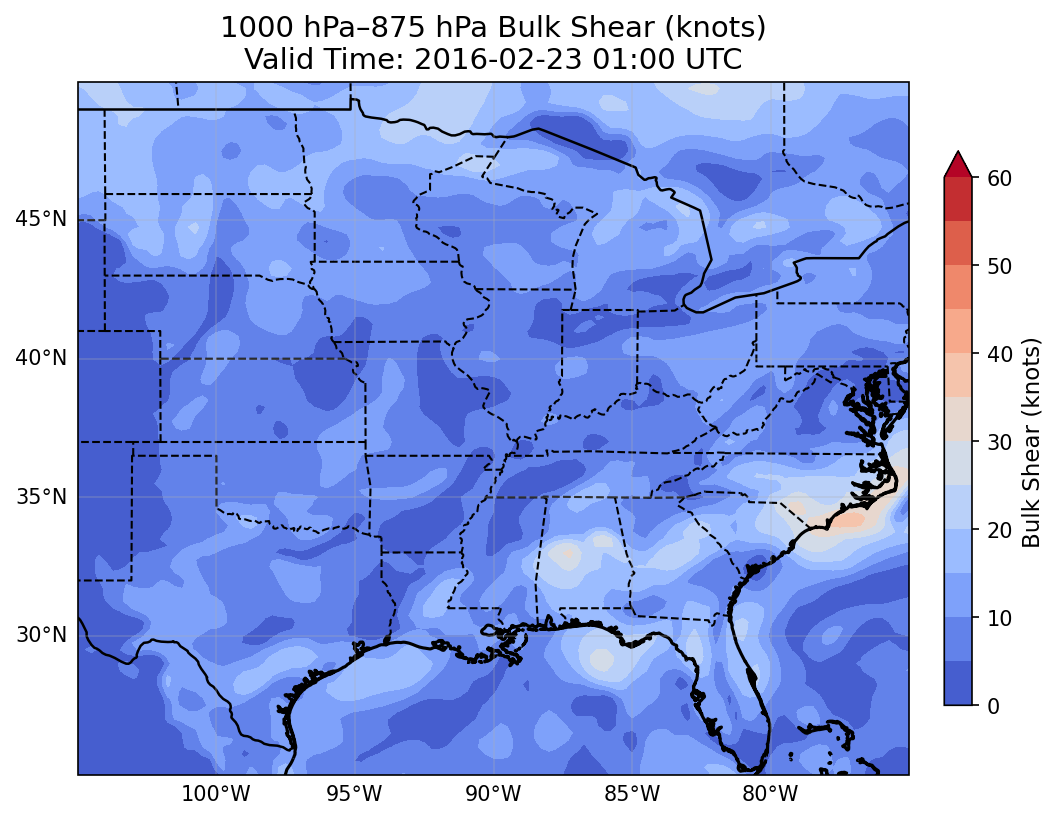 1000 hPa–875 hPa Bulk Shear (knots)
Valid Time: 2016-02-23 01:00 UTC
45°N
40°N
35°N
30°N
100°W
95°W
90°W
85°W
80°W
60
50
40
30
20
10
0
Bulk Shear (knots)